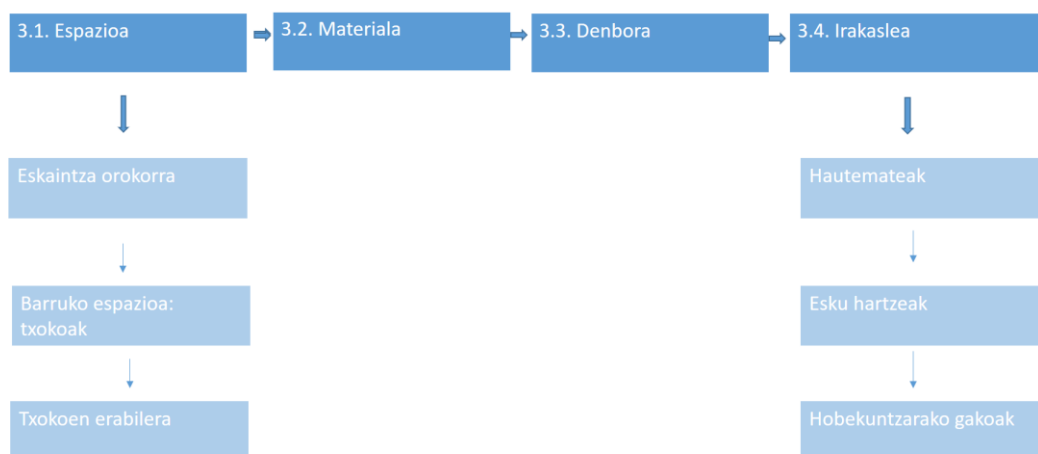 3.1. Espazioa
3.2. Materiala
3.3. Denbora
3.4. Irakaslea
Eskaintza orokorra
Hautemateak
Barruko espazioa:
txokoak
Esku hartzeak
Txokoen erabilera
Hobekuntzarako gakoak